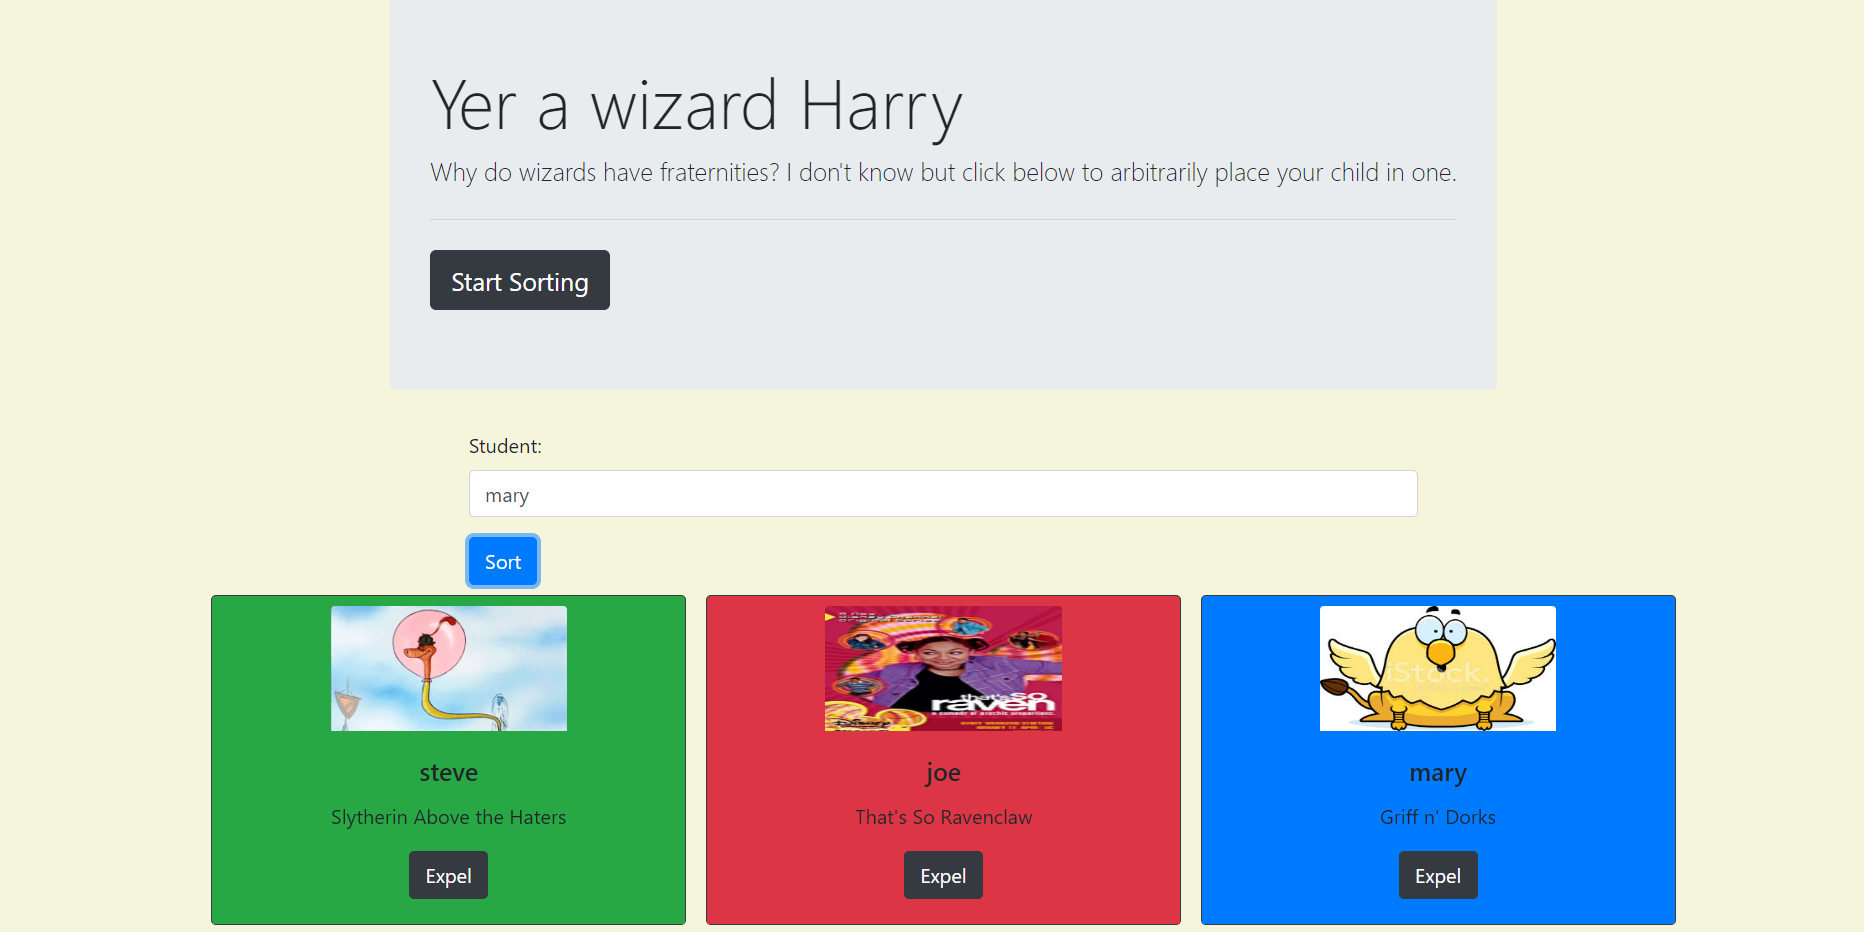 Yer a wizard Harry
Why do wizards have fraternities? I don't know but click below to arbitrarily place your child in one.
Start Sorting
Student:
mary
Sort
that's so
raven
Disney
iStock.
steve
joe
mary
Slytherin Above the Haters
That's So Ravenclaw
Griff n' Dorks
Expel
Expel
Expel